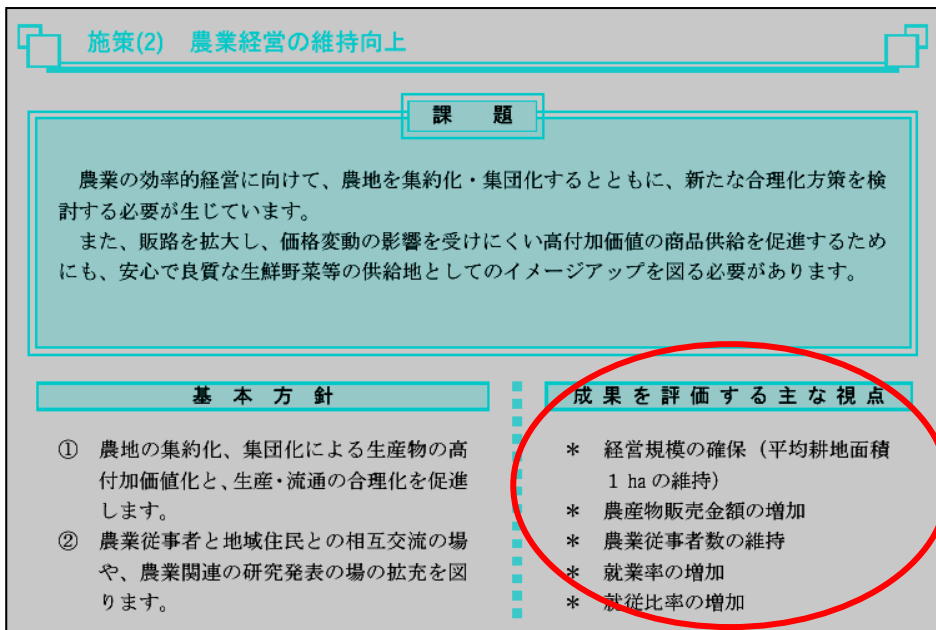 施策(2) 農業経営の維持向上
課 題
農業の効率的経営に向けて、農地を集約化・集団化するとともに、新たな合理化方策を検
討する必要が生じています。
また、販路を拡大し、価格変動の影響を受けにくい高付加価値の商品供給を促進するため
にも、安心で良質な生鮮野菜等の供給地としてのイメージアップを図る必要があります。
基 本 方 針
① 農地の集約化、集団化による生産物の高
付加価値化と、生産・流通の合理化を促進
します。
② 農業従事者と地域住民との相互交流の場
や、農業関連の研究発表の場の拡充を図
ります。
成果を評価する主な視点
* 経営規模の確保（平均耕地面積
1 ha の維持）
* 農産物販売金額の増加
* 農業従事者数の維持
* 就業率の増加
* 就従比率の増加